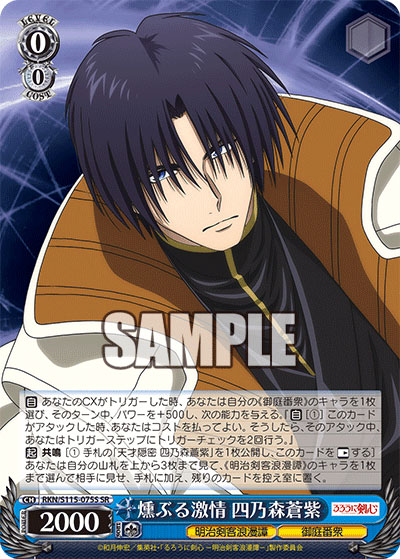 LEVEL
0
0
COST
SAMPLE
自 あなたのCXがトリガーした時、あなたは自分の《御庭番衆》のキャラを1枚
選び、そのターン中、パワーを+500し、次の能力を与える。『自 [(1)] このカード
がアタックした時、あなたはコストを払ってよい。そうしたら、そのアタック中、
あなたはトリガーステップにトリガーチェックを2回行う。』
自 共鳴 [(1) 手札の「天才隠密 四乃森蒼紫」を1枚公開し、このカードを
あなたは自分の山札を上から3枚まで見て、《明治剣客浪漫譚》のキャラを
1枚まで選んで相手に見せ、手札に加え、残りのカードを控室に置く。
CH RKN/S115-075S SR
燻ぶる激情 四乃森蒼紫
るろうに剣心
2000
明治剣客浪漫譚
御庭番衆
©和月伸宏/集英社・「るろうに剣心 -明治剣客浪漫譚-」製作委員会